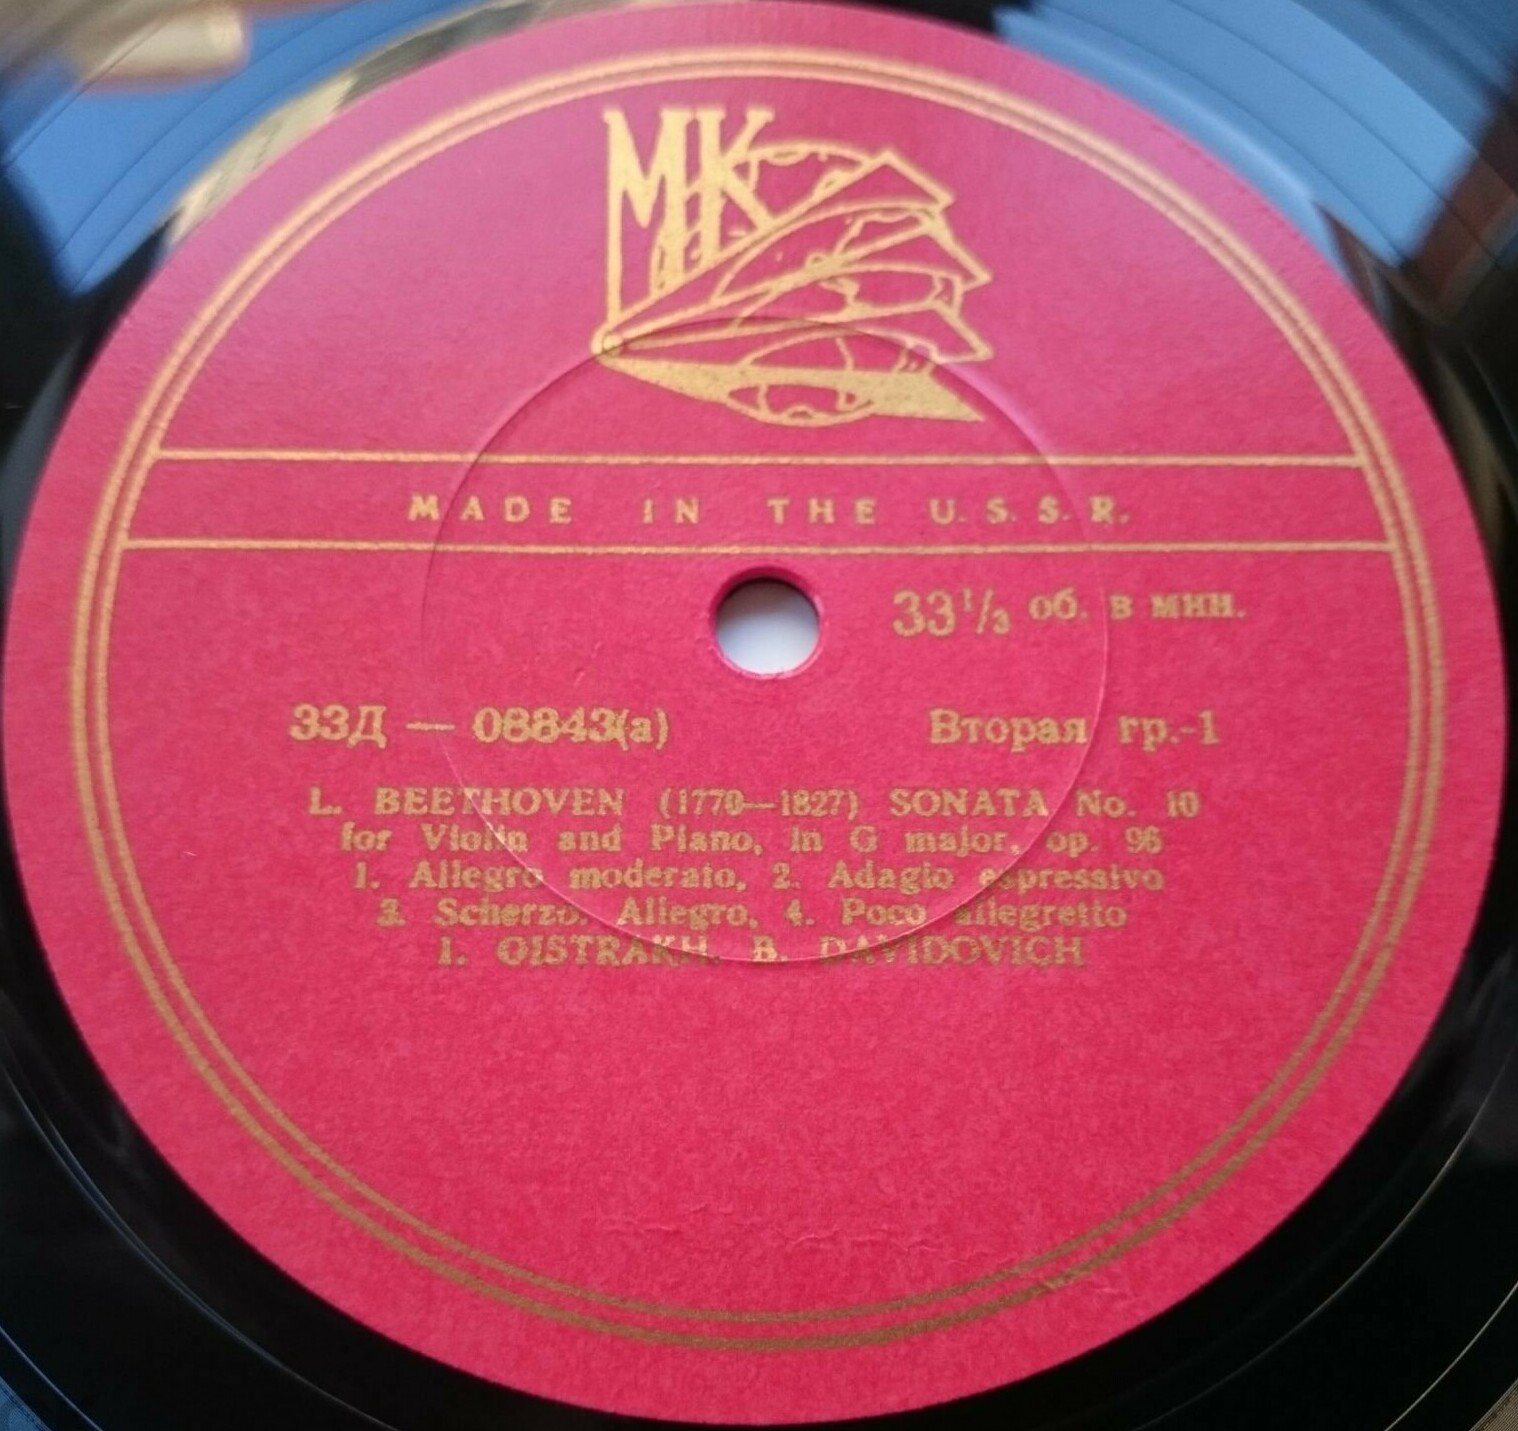 МК
MADE IN THE U.S.S.R.
33¹/₃ об. в мин.
33Д — 08843(а)
Вторая гр.-1
L. BEETHOVEN (1770—1827) SONATA No. 10
for Violin and Piano, in G major, op. 96
1. Allegro moderato, 2. Adagio espressivo
3. Scherzo. Allegro, 4. Poco allegretto
I. OISTRAKH, B. DAVIDOVICH